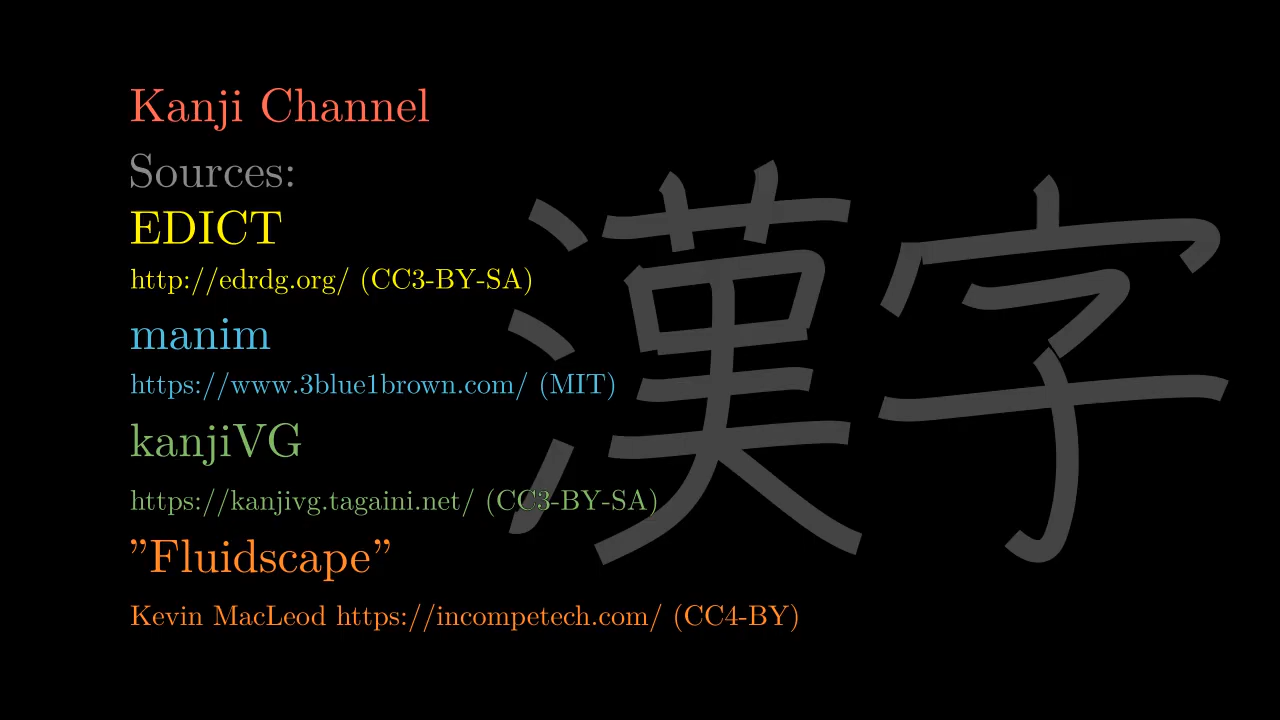 Kanji Channel
Sources:
EDICT
http://edrdg.org/ (CC3-BY-SA)
manim
https://www.3blue1brown.com/ (MIT)
kanjiVG
https://kanjivg.tagaini.net/ (CC3-BY-SA)
”Fluidscape”
Kevin MacLeod https://incompetech.com/ (CC4-BY)
漢字